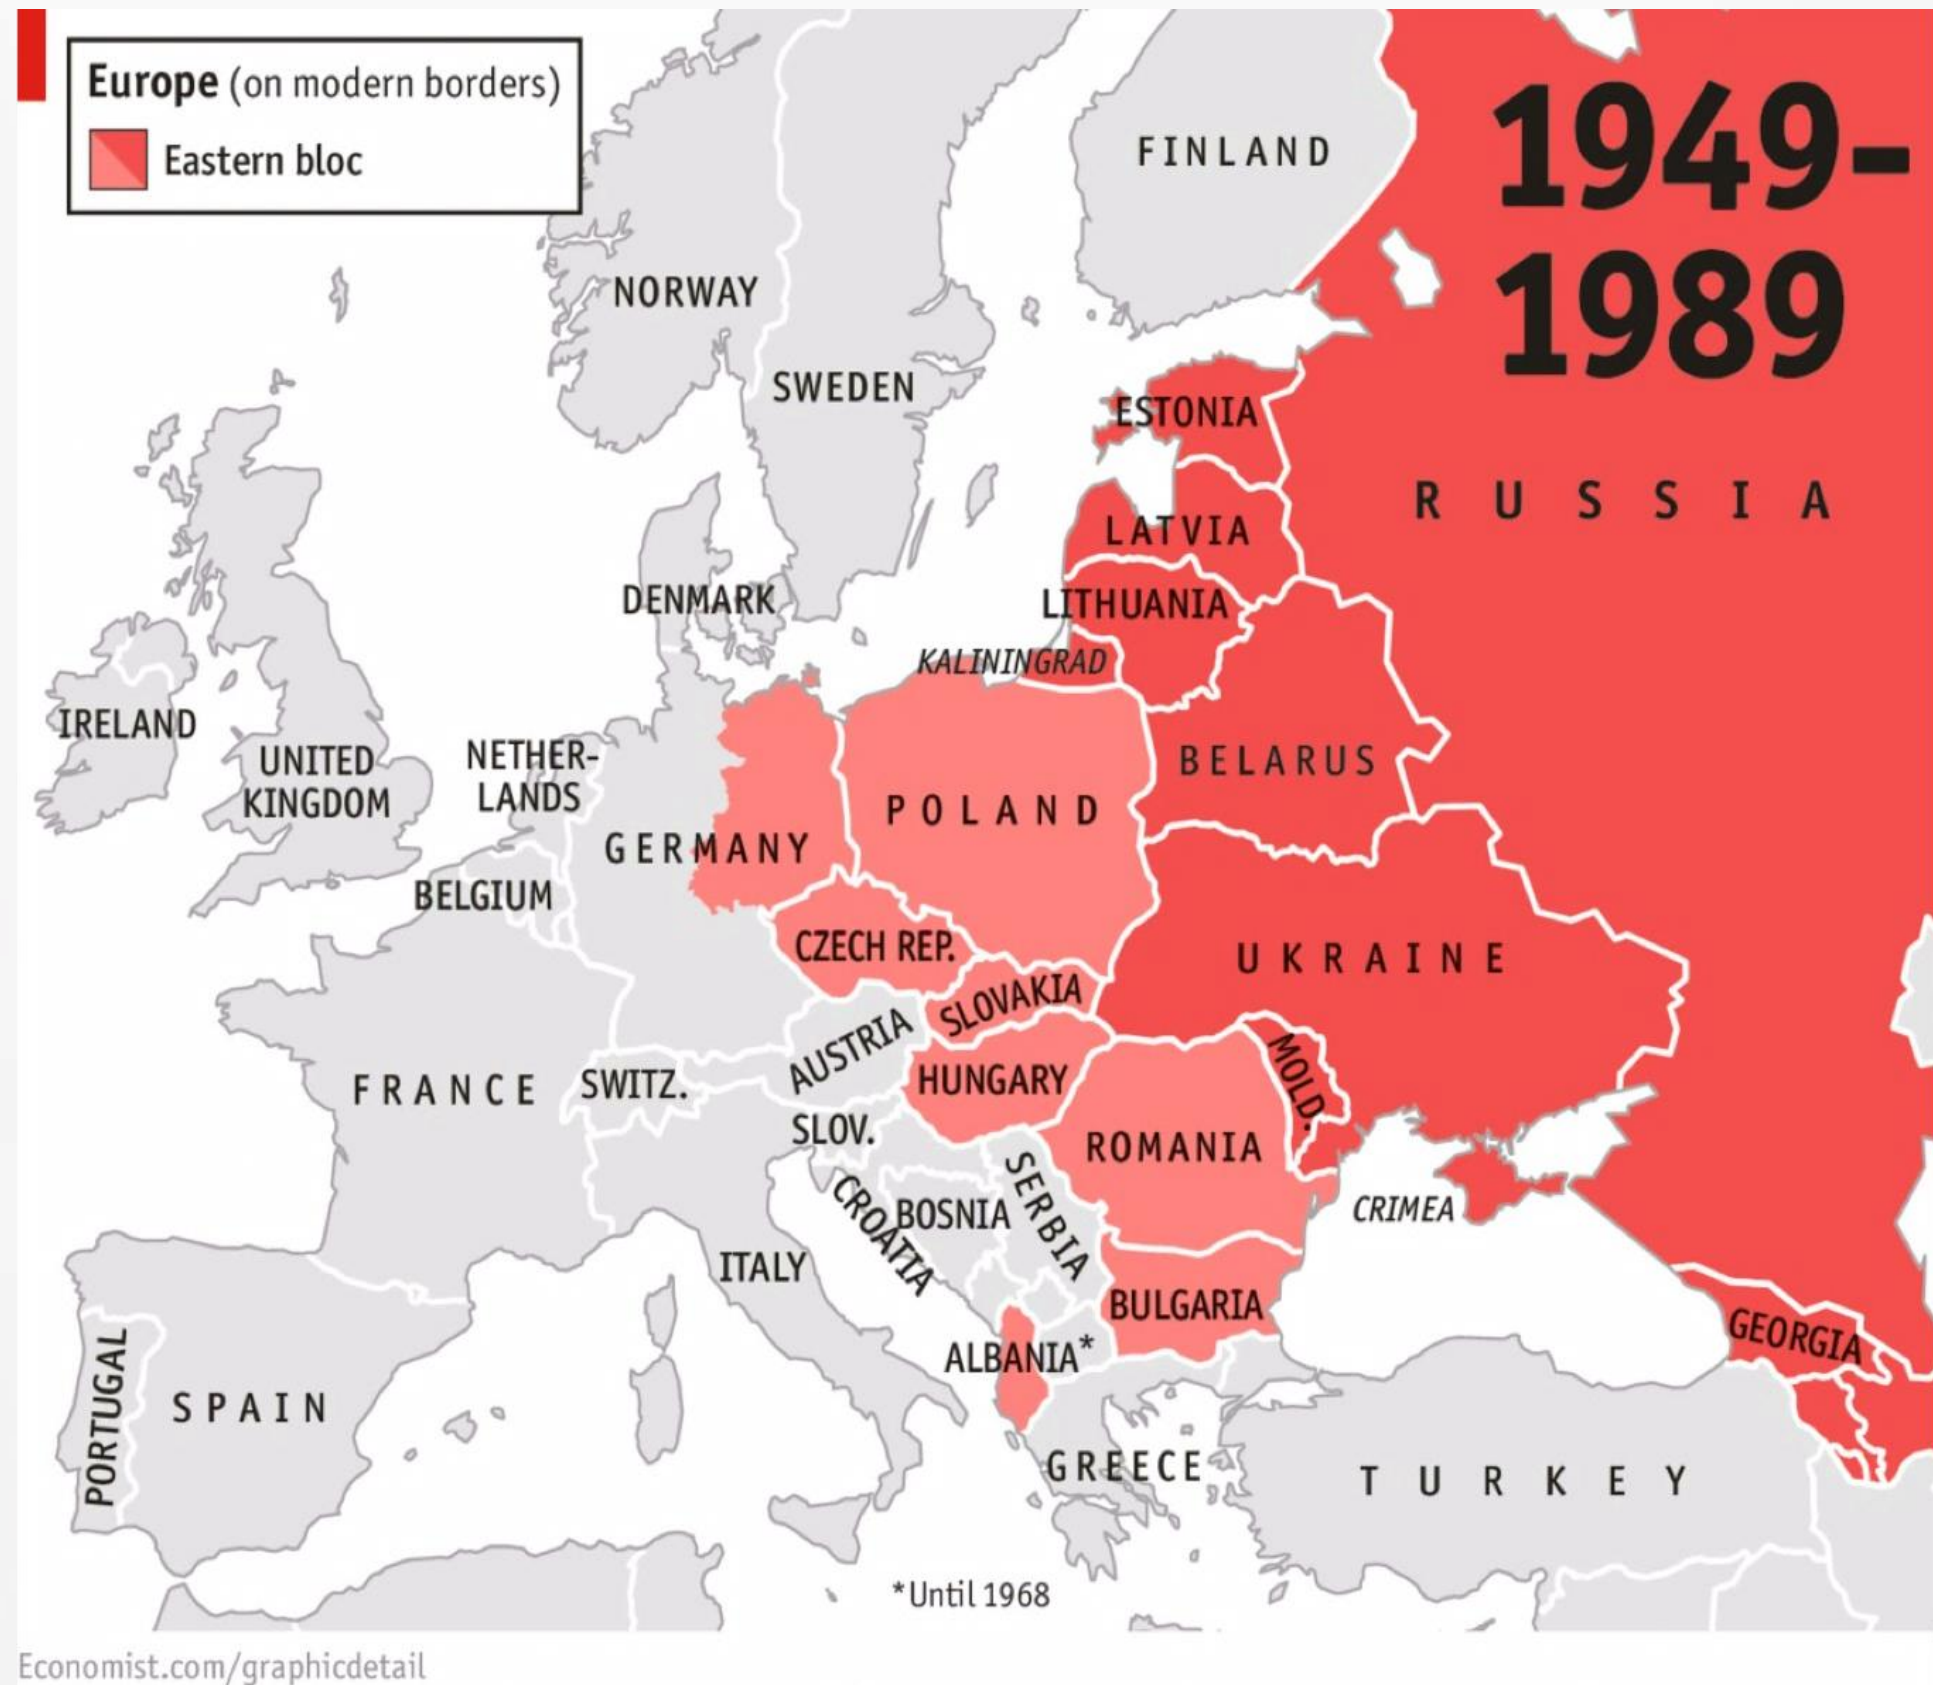 Europe (on modern borders)
Eastern bloc
1949-
1989
FINLAND
NORWAY
SWEDEN
ESTONIA
RUSSIA
LATVIA
LITHUANIA
DENMARK
KALININGRAD
IRELAND
UNITED
KINGDOM
NETHER-
LANDS
BELARUS
POLAND
GERMANY
BELGIUM
CZECH REP.
UKRAINE
SLOVAKIA
AUSTRIA
MOLD.
FRANCE
SWITZ.
HUNGARY
SLOV.
ROMANIA
SERBIA
CROATIA
BOSNIA
CRIMEA
ITALY
BULGARIA
GEORGIA
ALBANIA*
PORTUGAL
SPAIN
GREECE
TURKEY
*Until 1968
Economist.com/graphicdetail